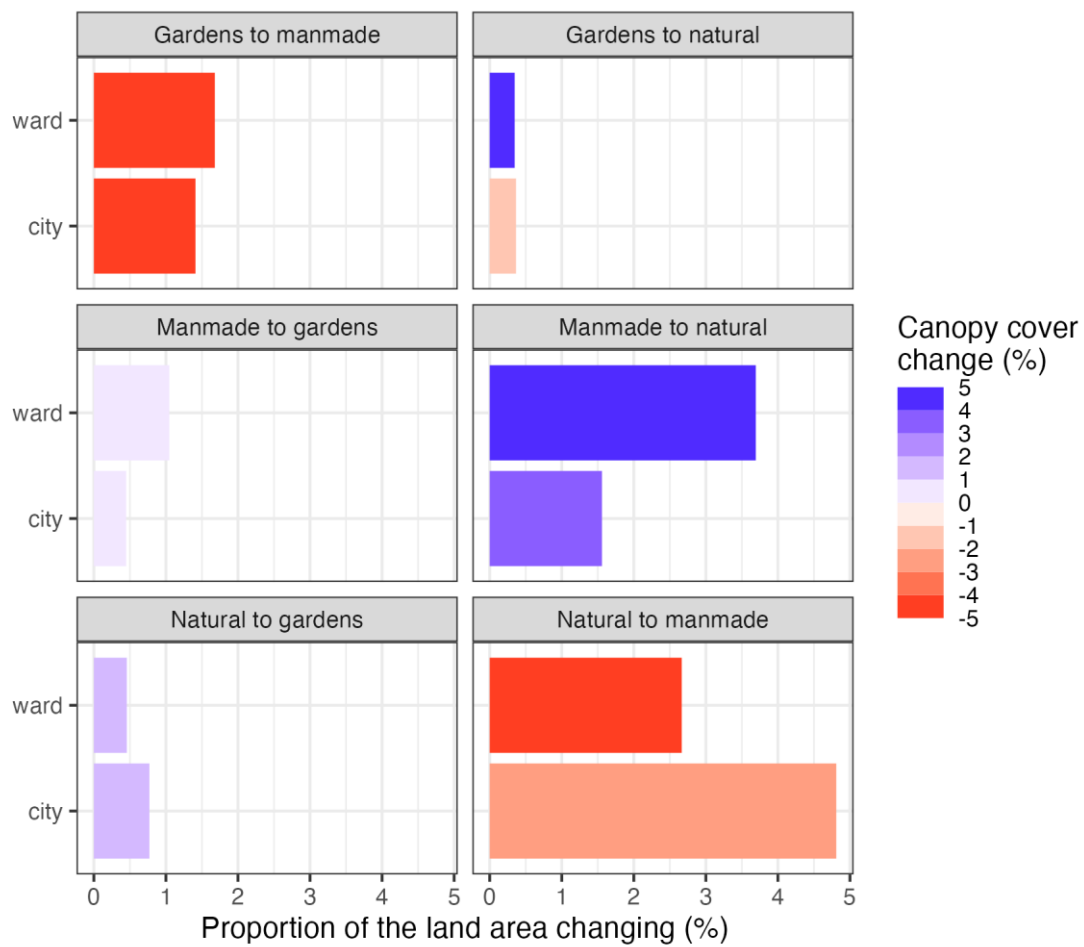 Gardens to manmade
Gardens to natural
ward
city
Manmade to gardens
Manmade to natural
ward
city
Natural to gardens
Natural to manmade
ward
city
0 1 2 3 4 5
0 1 2 3 4 5
Proportion of the land area changing (%)
Canopy cover
change (%)
5
4
3
2
1
0
-1
-2
-3
-4
-5